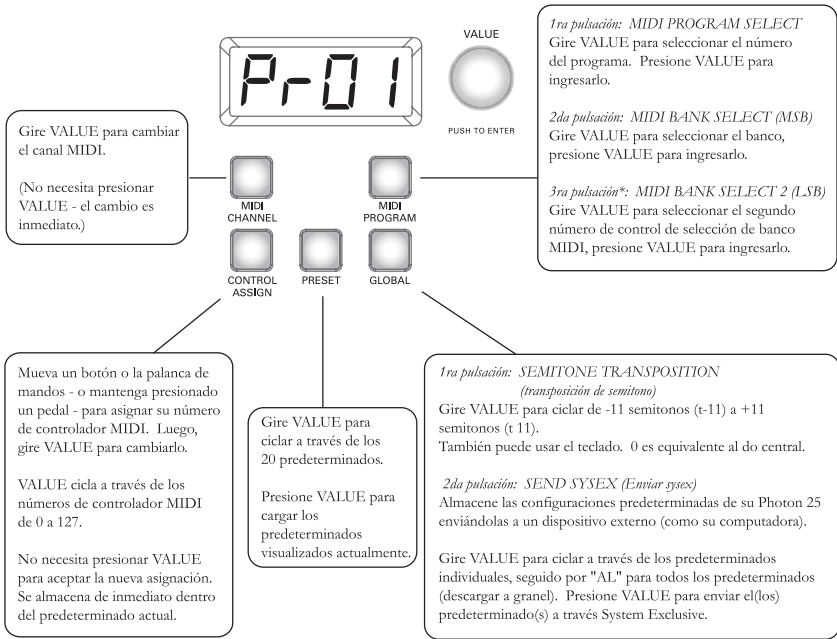 Pr01
VALUE
PUSH TO ENTER
1ra pulsación: MIDI PROGRAM SELECT
Gire VALUE para seleccionar el número
del programa. Presione VALUE para
ingresarlo.
2da pulsación: MIDI BANK SELECT (MSB)
Gire VALUE para seleccionar el banco,
presione VALUE para ingresarlo.
3ra pulsación*: MIDI BANK SELECT 2 (LSB)
Gire VALUE para seleccionar el segundo
número de control de selección de banco
MIDI, presione VALUE para ingresarlo.
Gire VALUE para cambiar
el canal MIDI.
(No necesita presionar
VALUE - el cambio es
inmediato.)
MIDI
CHANNEL
MIDI
PROGRAM
CONTROL
ASSIGN
PRESET
GLOBAL
Mueva un botón o la palanca de
mandos - o mantenga presionado
un pedal - para asignar su número
de controlador MIDI. Luego,
gire VALUE para cambiarlo.
VALUE cicla a través de los
números de controlador MIDI
de 0 a 127.
No necesita presionar VALUE
para aceptar la nueva asignación.
Se almacena de inmediato dentro
del predeterminado actual.
Gire VALUE para
ciclar a través de los
20 predeterminados.
Presione VALUE para
cargar los
predeterminados
visualizados actualmente.
1ra pulsación: SEMITONE TRANSPOSITION
(transposición de semitono)
Gire VALUE para ciclar de -11 semitonos (t-11) a +11
semitonos (t 11).
También puede usar el teclado. 0 es equivalente al do central.
2da pulsación: SEND SYSEX (Enviar sysex)
Almacene las configuraciones predeterminadas de su Photon 25
enviándolas a un dispositivo externo (como su computadora).
Gire VALUE para ciclar a través de los predeterminados
individuales, seguido por "AL" para todos los predeterminados
(descargar a granel). Presione VALUE para enviar el(los)
predeterminado(s) a través System Exclusive.